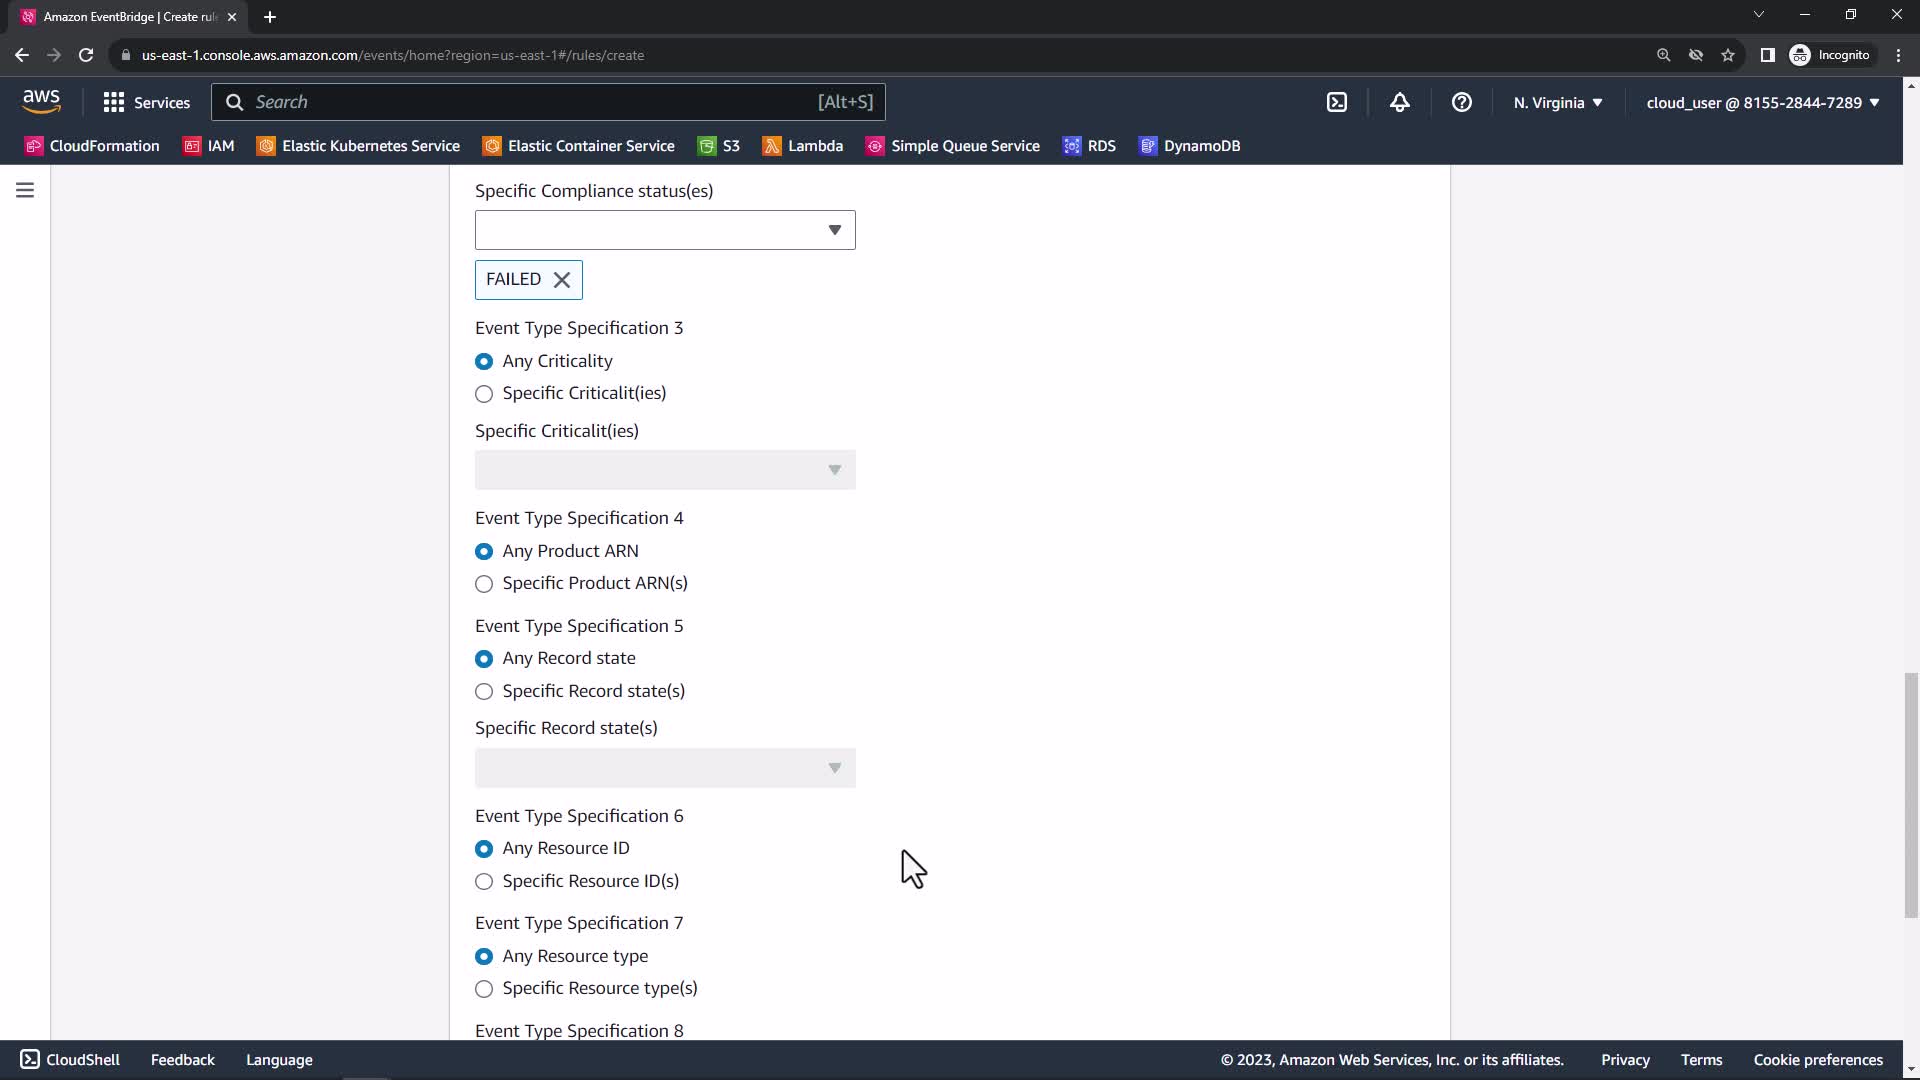 Amazon EventBridge | Create rul
us-east-1.console.aws.amazon.com/events/home?region=us-east-1#/rules/create
Incognito
aws
Services
Search
[Alt+S]
N. Virginia
cloud_user @ 8155-2844-7289
CloudFormation
IAM
Elastic Kubernetes Service
Elastic Container Service
S3
Lambda
Simple Queue Service
RDS
DynamoDB
Specific Compliance status(es)
FAILED
Event Type Specification 3
Any Criticality
Specific Criticalit(ies)
Specific Criticalit(ies)
Event Type Specification 4
Any Product ARN
Specific Product ARN(s)
Event Type Specification 5
Any Record state
Specific Record state(s)
Specific Record state(s)
Event Type Specification 6
Any Resource ID
Specific Resource ID(s)
Event Type Specification 7
Any Resource type
Specific Resource type(s)
Event Type Specification 8
CloudShell
Feedback
Language
© 2023, Amazon Web Services, Inc. or its affiliates.
Privacy
Terms
Cookie preferences